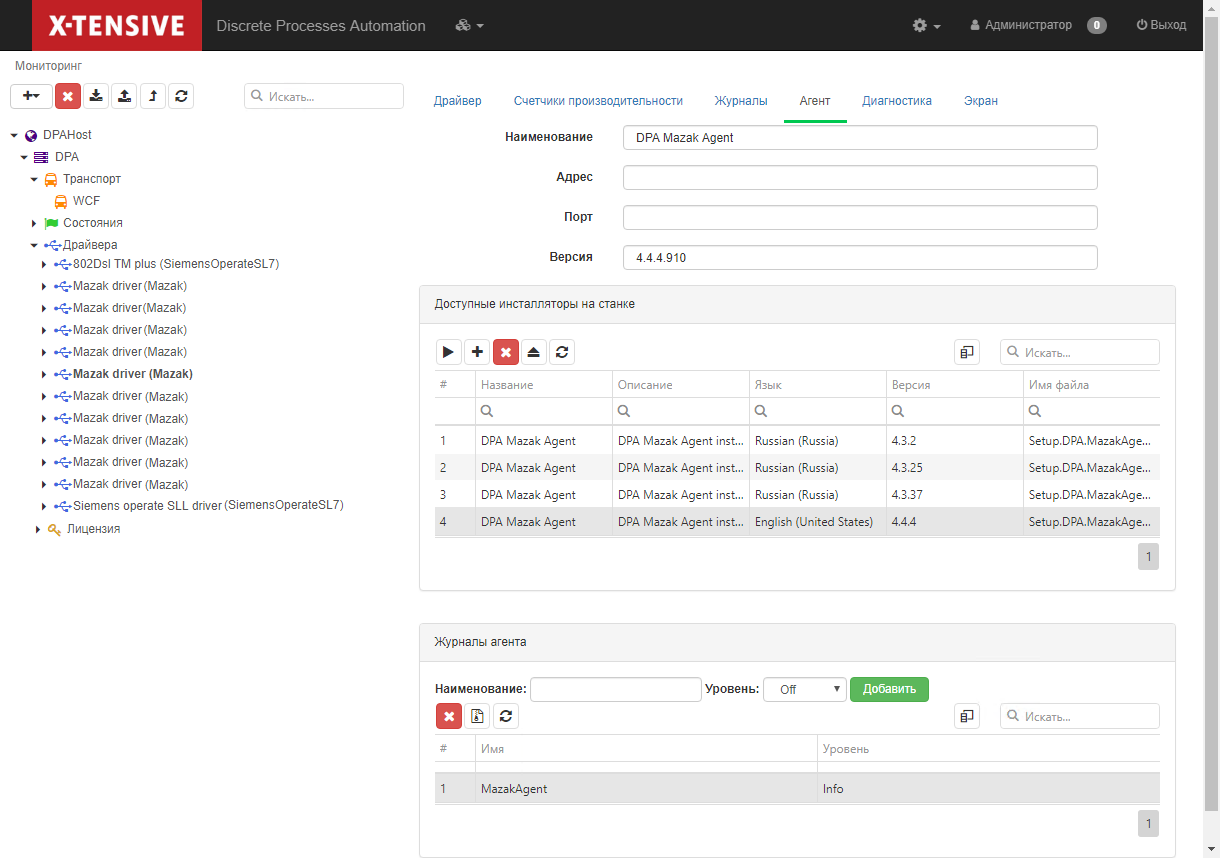 X-TENSIVE Discrete Processes Automation Администратор 0 Выход
Мониторинг
Искать...
DPAHost
DPA
Транспорт
WCF
Состояния
Драйвера
802Dsl TM plus (SiemensOperateSL7)
Mazak driver (Mazak)
Mazak driver (Mazak)
Mazak driver (Mazak)
Mazak driver (Mazak)
Mazak driver (Mazak)
Mazak driver (Mazak)
Mazak driver (Mazak)
Mazak driver (Mazak)
Mazak driver (Mazak)
Mazak driver (Mazak)
Siemens operate SLL driver (SiemensOperateSL7)
Лицензия
Драйвер Счетчики производительности Журналы Агент Диагностика Экран
Наименование DPA Mazak Agent
Адрес
Порт
Версия 4.4.4.910
Доступные инсталляторы на станке
Искать...
# Название Описание Язык Версия Имя файла
1 DPA Mazak Agent DPA Mazak Agent inst... Russian (Russia) 4.3.2 Setup.DPA.MazakAge...
2 DPA Mazak Agent DPA Mazak Agent inst... Russian (Russia) 4.3.25 Setup.DPA.MazakAge...
3 DPA Mazak Agent DPA Mazak Agent inst... Russian (Russia) 4.3.37 Setup.DPA.MazakAge...
4 DPA Mazak Agent DPA Mazak Agent inst... English (United States) 4.4.4 Setup.DPA.MazakAge...
1
Журналы агента
Наименование: Уровень: Off Добавить
Искать...
# Имя Уровень
1 MazakAgent Info
1